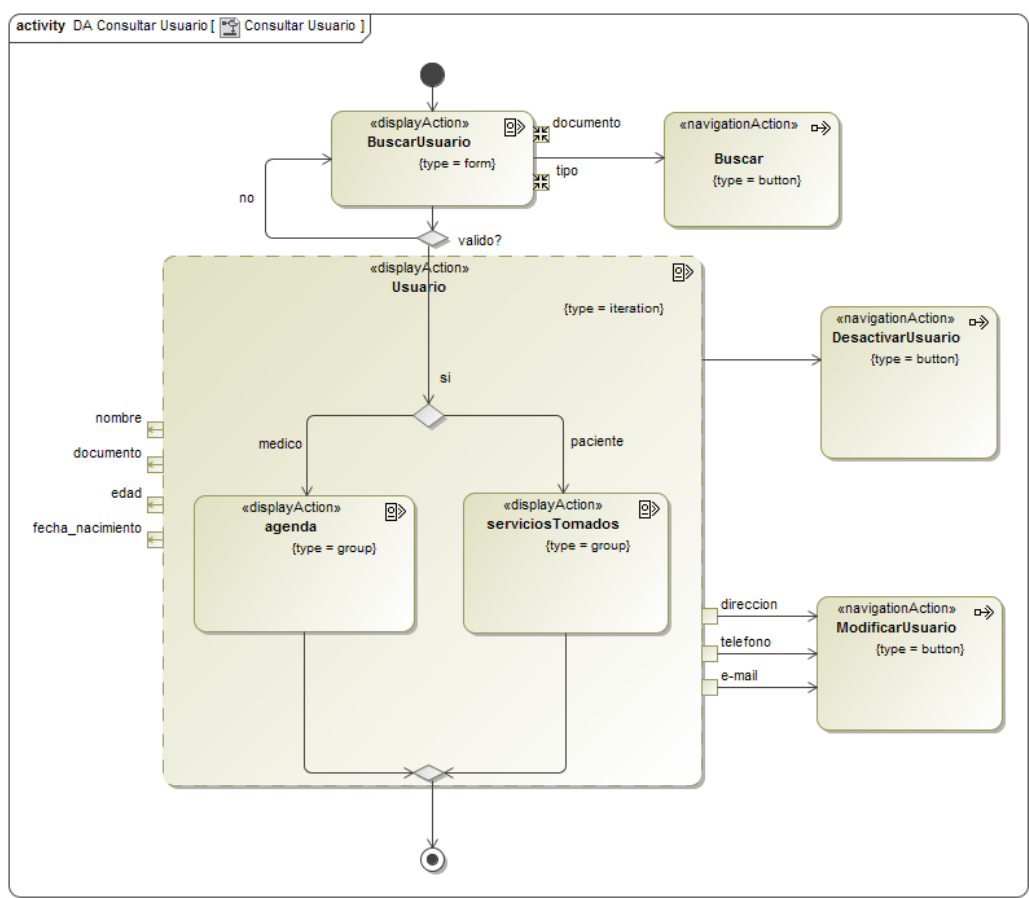 activity DA Consultar Usuario [ Consultar Usuario ]
«displayAction»
BuscarUsuario
{type = form}
documento
tipo
«navigationAction»
Buscar
{type = button}
no
valido?
«displayAction»
Usuario
{type = iteration}
«navigationAction»
DesactivarUsuario
{type = button}
si
nombre
documento
edad
fecha_nacimiento
medico
paciente
«displayAction»
agenda
{type = group}
«displayAction»
serviciosTomados
{type = group}
direccion
telefono
e-mail
«navigationAction»
ModificarUsuario
{type = button}